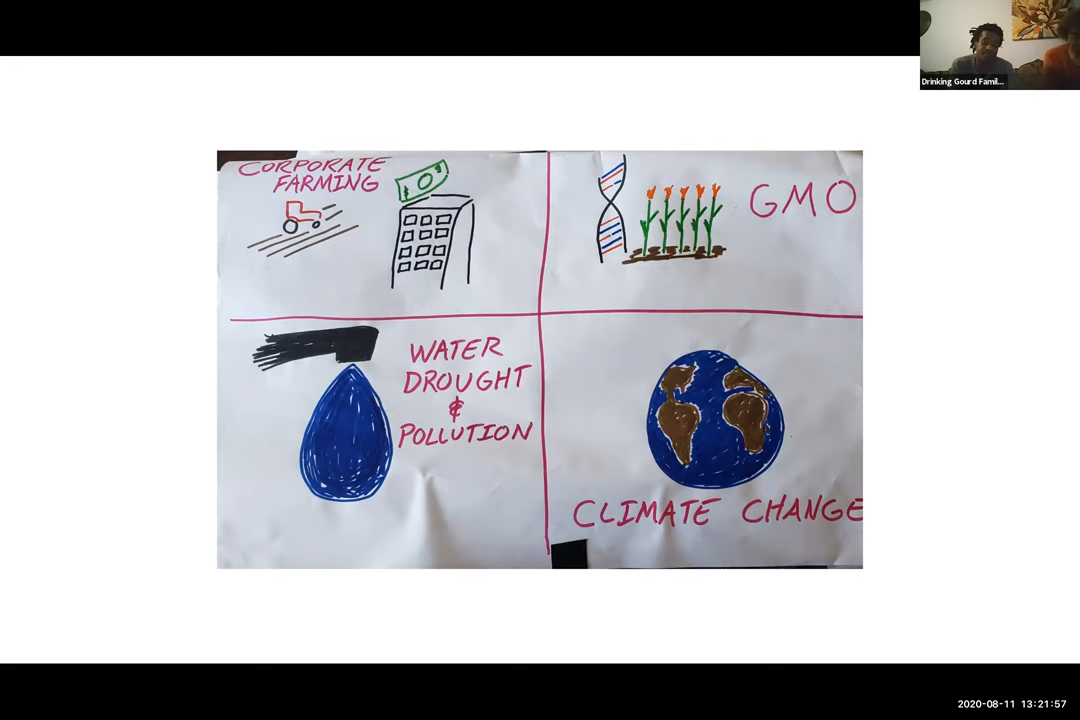 Drinking Gourd Famil...
CORPORATE
FARMING
GMO
WATER
DROUGHT
&
POLLUTION
CLIMATE CHANGE
2020-08-11 13:21:57